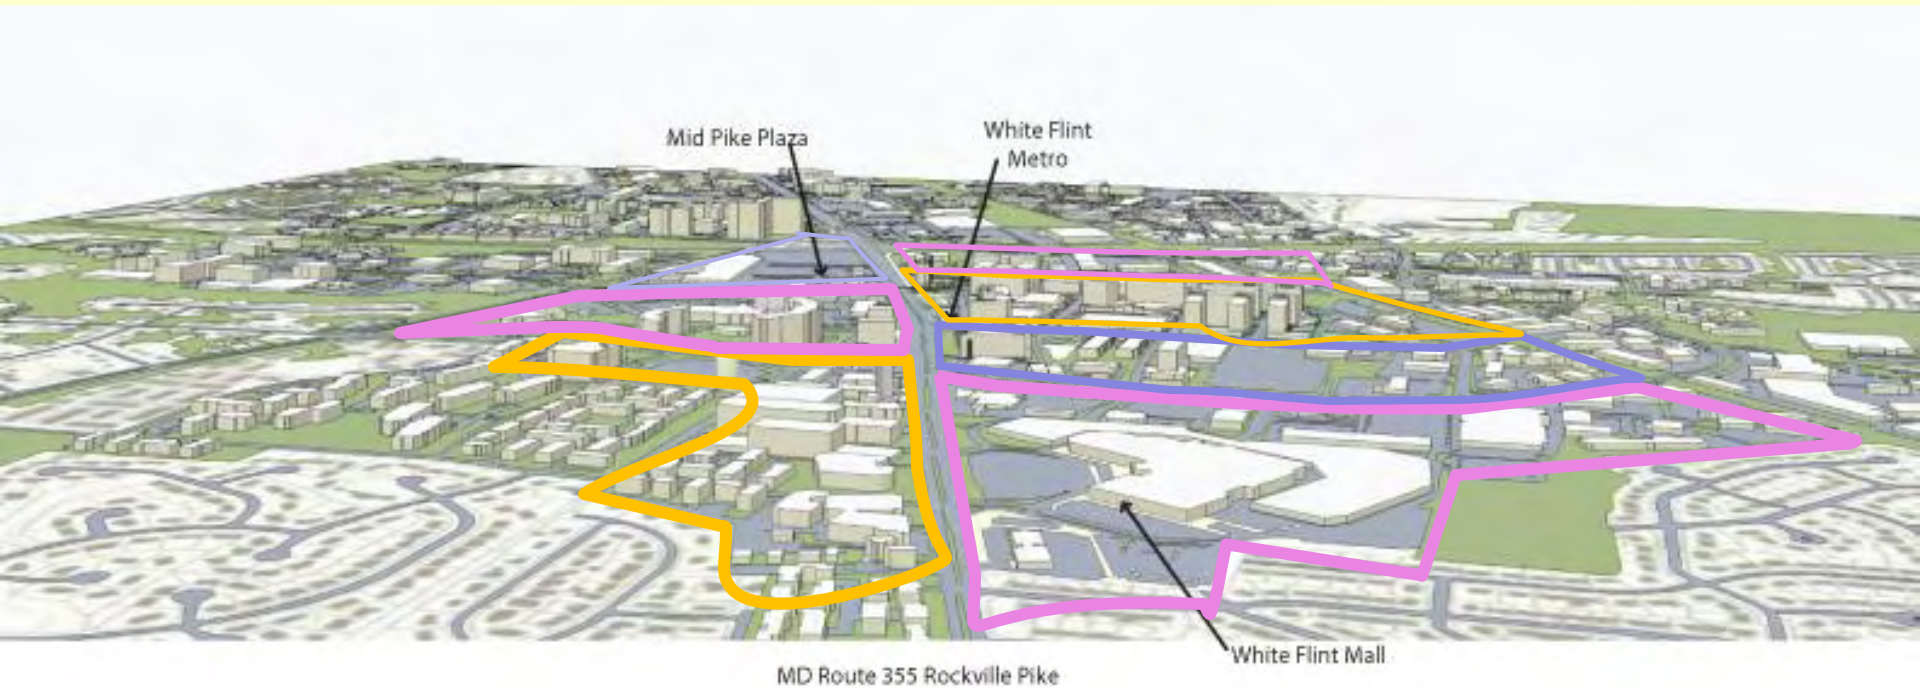 Mid Pike Plaza
White Flint
Metro
White Flint Mall
MD Route 355 Rockville Pike